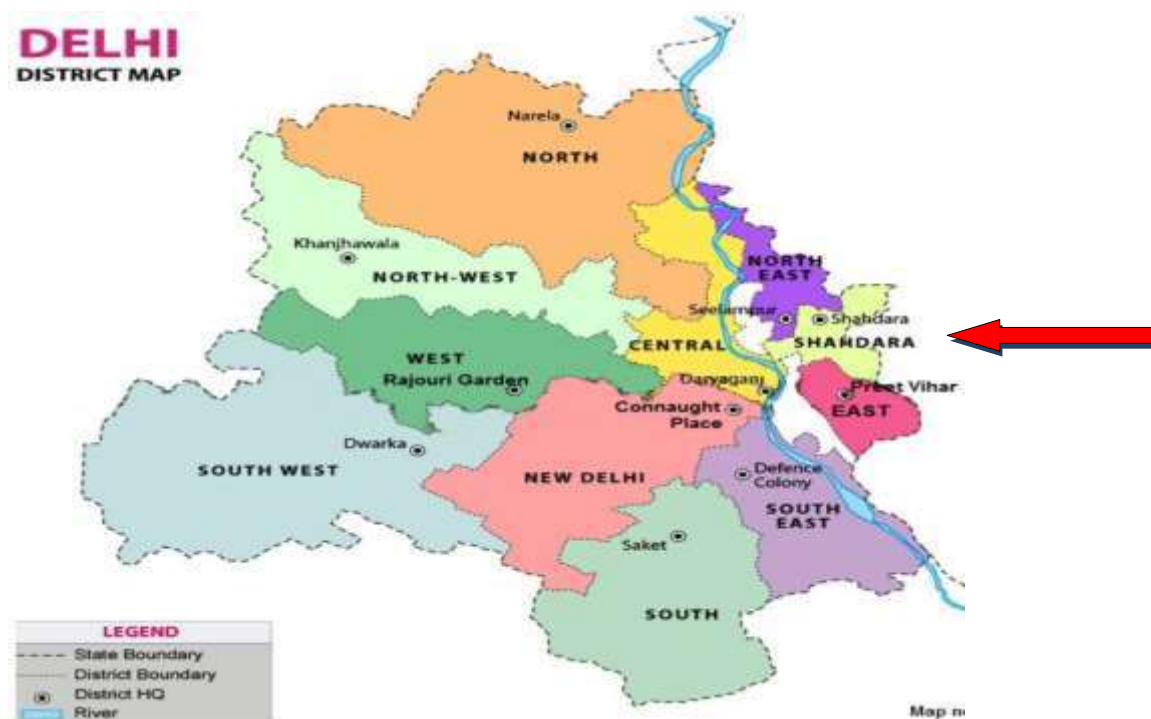 DELHI
DISTRICT MAP
Narela
NORTH
Khanjhawala
NORTH-WEST
NORTH
EAST
Seelampur
Shahdara
SHAHDARA
CENTRAL
WEST
Rajouri Garden
Daryaganj
Preet Vihar
EAST
Connaught
Place
Dwarka
SOUTH WEST
NEW DELHI
Defence
Colony
SOUTH
EAST
Saket
SOUTH
LEGEND
State Boundary
District Boundary
District HQ
River
Map